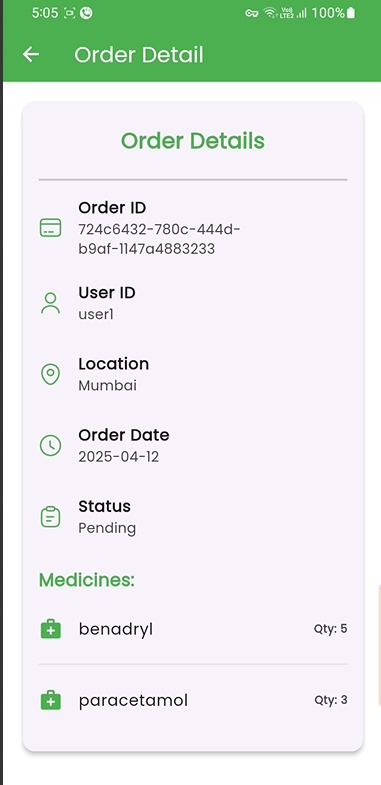 5:05 Vo)) LTE2 100%
Order Detail
Order Details
Order ID
724c6432-780c-444d-
b9af-1147a4883233
User ID
user1
Location
Mumbai
Order Date
2025-04-12
Status
Pending
Medicines:
benadryl Qty: 5
paracetamol Qty: 3